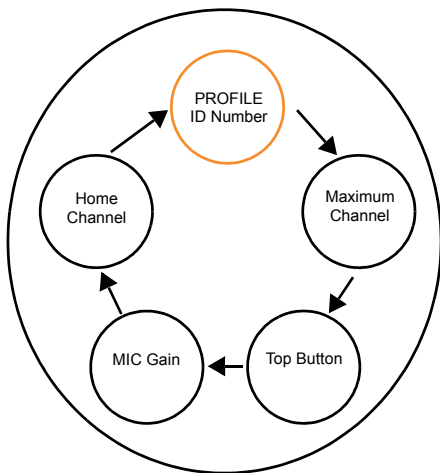 PROFILE
ID Number
Maximum
Channel
Top Button
MIC Gain
Home
Channel